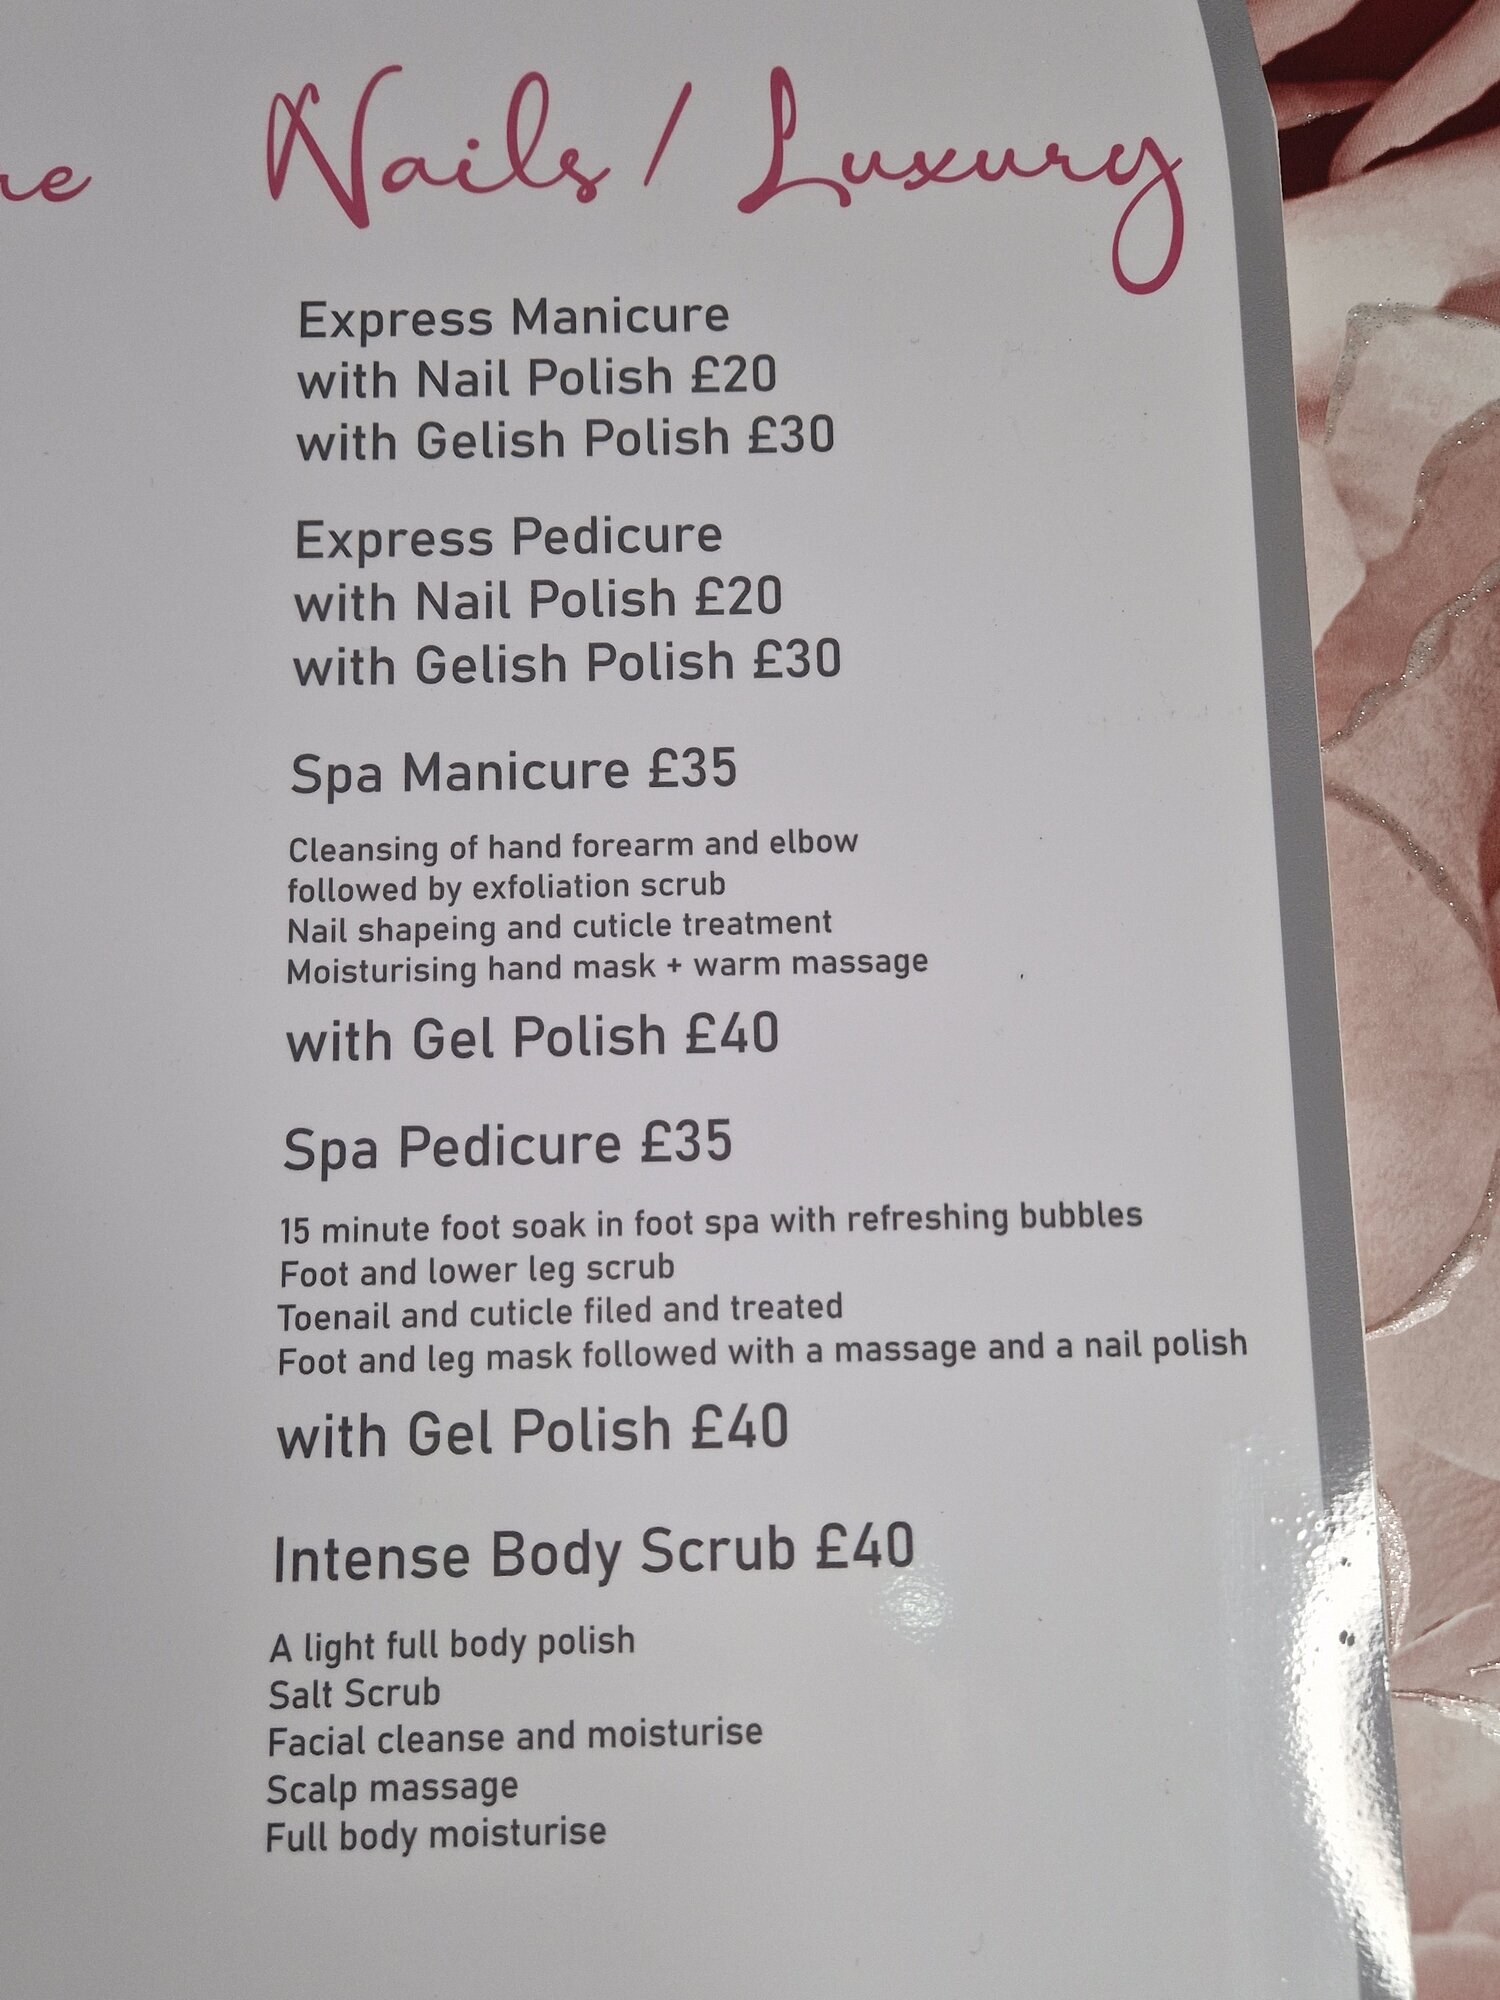 Nails / Luxury
Express Manicure
with Nail Polish £20
with Gelish Polish £30
Express Pedicure
with Nail Polish £20
with Gelish Polish £30
Spa Manicure £35
Cleansing of hand forearm and elbow
followed by exfoliation scrub
Nail shapeing and cuticle treatment
Moisturising hand mask + warm massage
with Gel Polish £40
Spa Pedicure £35
15 minute foot soak in foot spa with refreshing bubbles
Foot and lower leg scrub
Toenail and cuticle filed and treated
Foot and leg mask followed with a massage and a nail polish
with Gel Polish £40
Intense Body Scrub £40
A light full body polish
Salt Scrub
Facial cleanse and moisturise
Scalp massage
Full body moisturise